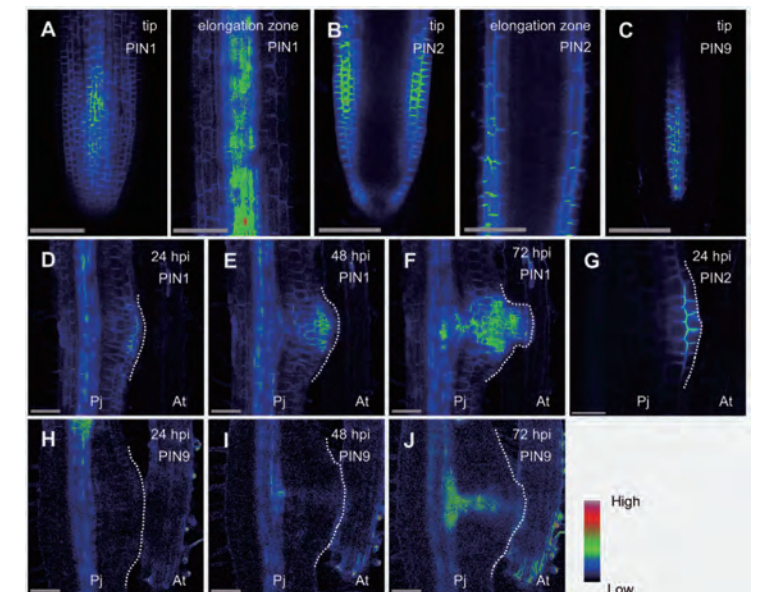 A tip
PIN1
elongation zone
PIN1
B tip
PIN2
elongation zone
PIN2
C tip
PIN9
D 24 hpi
PIN1
Pj At
E 48 hpi
PIN1
Pj At
F 72 hpi
PIN1
Pj At
G 24 hpi
PIN2
Pj At
H 24 hpi
PIN9
Pj At
I 48 hpi
PIN9
Pj At
J 72 hpi
PIN9
Pj At
High
Low